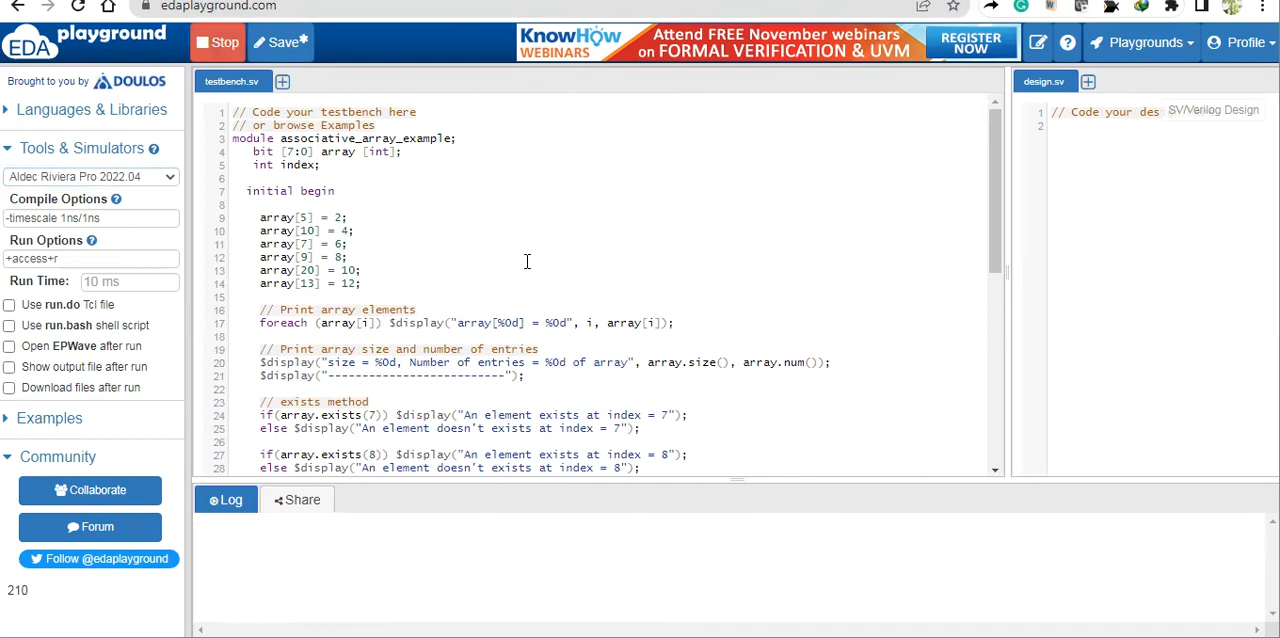 edaplayground.com
EDA playground
Stop
Save*
KnowHow WEBINARS
Attend FREE November webinars
on FORMAL VERIFICATION & UVM
REGISTER NOW
Playgrounds
Profile
Brought to you by DOULOS
Languages & Libraries
Tools & Simulators
Aldec Riviera Pro 2022.04
Compile Options
-timescale 1ns/1ns
Run Options
+access+r
Run Time: 10 ms
Use run.do Tcl file
Use run.bash shell script
Open EPWave after run
Show output file after run
Download files after run
Examples
Community
Collaborate
Forum
Follow @edaplayground
210
testbench.sv
1 // Code your testbench here
2 // or browse Examples
3 module associative_array_example;
4 bit [7:0] array [int];
5 int index;
6
7 initial begin
8
9 array[5] = 2;
10 array[10] = 4;
11 array[7] = 6;
12 array[9] = 8;
13 array[20] = 10;
14 array[13] = 12;
15
16 // Print array elements
17 foreach (array[i]) $display("array[%0d] = %0d", i, array[i]);
18
19 // Print array size and number of entries
20 $display("size = %0d, Number of entries = %0d of array", array.size(), array.num());
21 $display("--------------------------");
22
23 // exists method
24 if(array.exists(7)) $display("An element exists at index = 7");
25 else $display("An element doesn't exists at index = 7");
26
27 if(array.exists(8)) $display("An element exists at index = 8");
28 else $display("An element doesn't exists at index = 8");
design.sv
1 // Code your des
2
SV/Verilog Design
Log
Share